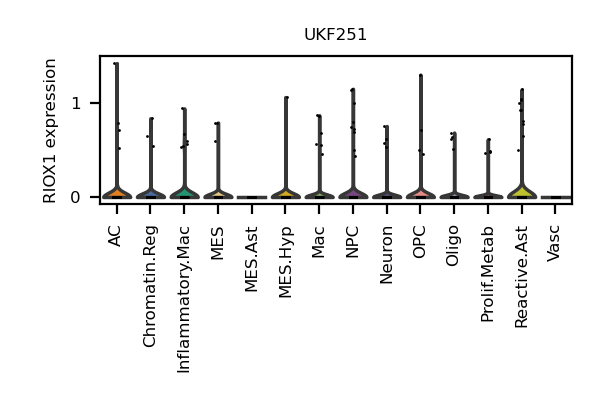 UKF251
RIOX1 expression
1
0
AC
Chromatin.Reg
Inflammatory.Mac
MES
MES.Ast
MES.Hyp
Mac
NPC
Neuron
OPC
Oligo
Prolif.Metab
Reactive.Ast
Vasc